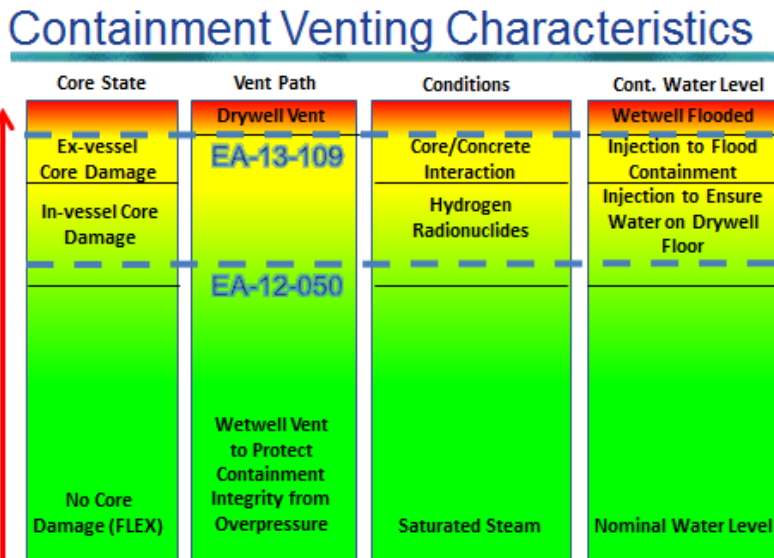 Containment Venting Characteristics
Core State
Vent Path
Conditions
Cont. Water Level
Drywell Vent
Wetwell Flooded
Ex-vessel
Core Damage
EA-13-109
Core/Concrete
Interaction
Injection to Flood
Containment
In-vessel Core
Damage
Hydrogen
Radionuclides
Injection to Ensure
Water on Drywell
Floor
EA-12-050
No Core
Damage (FLEX)
Wetwell Vent
to Protect
Containment
Integrity from
Overpressure
Saturated Steam
Nominal Water Level